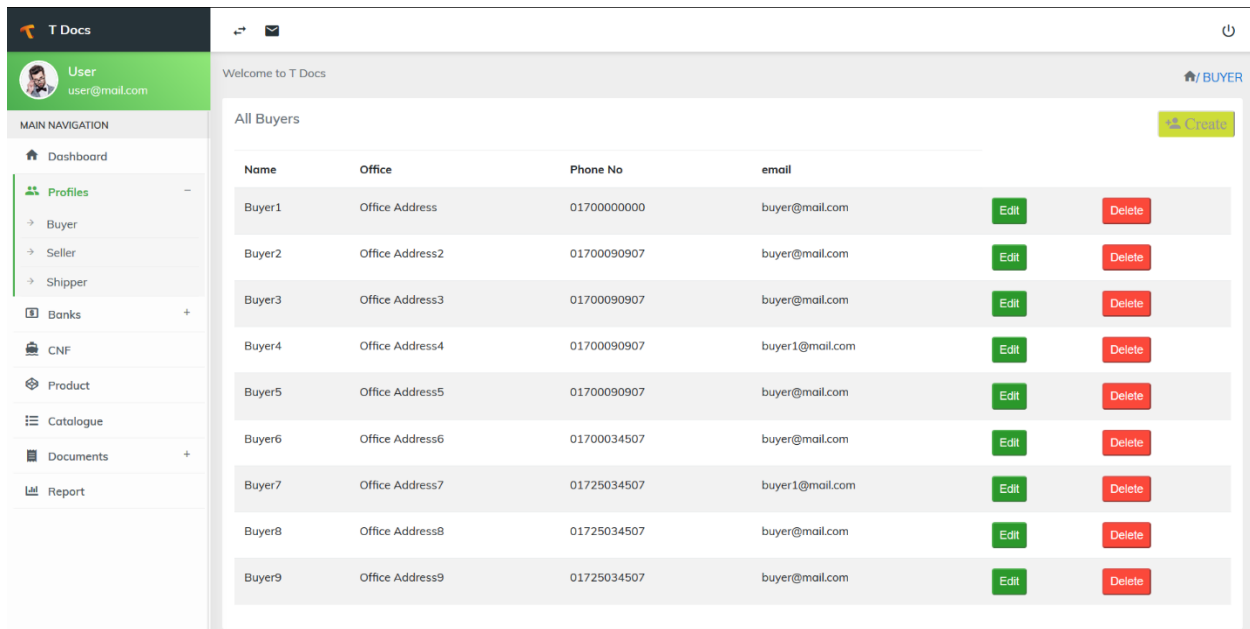 T Docs
User
user@mail.com
Welcome to T Docs
/ BUYER
MAIN NAVIGATION
Dashboard
Profiles
Buyer
Seller
Shipper
Banks
CNF
Product
Catalogue
Documents
Report
All Buyers
Create
Name Office Phone No email
Buyer1 Office Address 01700000000 buyer@mail.com Edit Delete
Buyer2 Office Address2 01700090907 buyer@mail.com Edit Delete
Buyer3 Office Address3 01700090907 buyer@mail.com Edit Delete
Buyer4 Office Address4 01700090907 buyer1@mail.com Edit Delete
Buyer5 Office Address5 01700090907 buyer@mail.com Edit Delete
Buyer6 Office Address6 01700034507 buyer@mail.com Edit Delete
Buyer7 Office Address7 01725034507 buyer1@mail.com Edit Delete
Buyer8 Office Address8 01725034507 buyer@mail.com Edit Delete
Buyer9 Office Address9 01725034507 buyer@mail.com Edit Delete